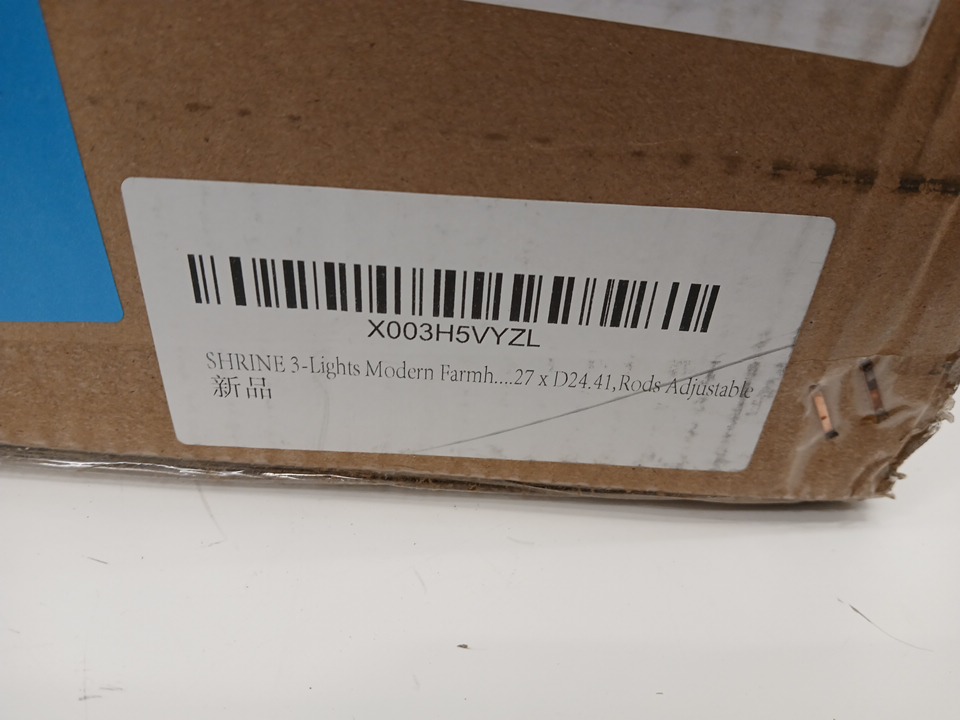 X003H5VYZL
SHRINE 3-Lights Modern Farmh....27 x D24.41,Rods Adjustable
新品